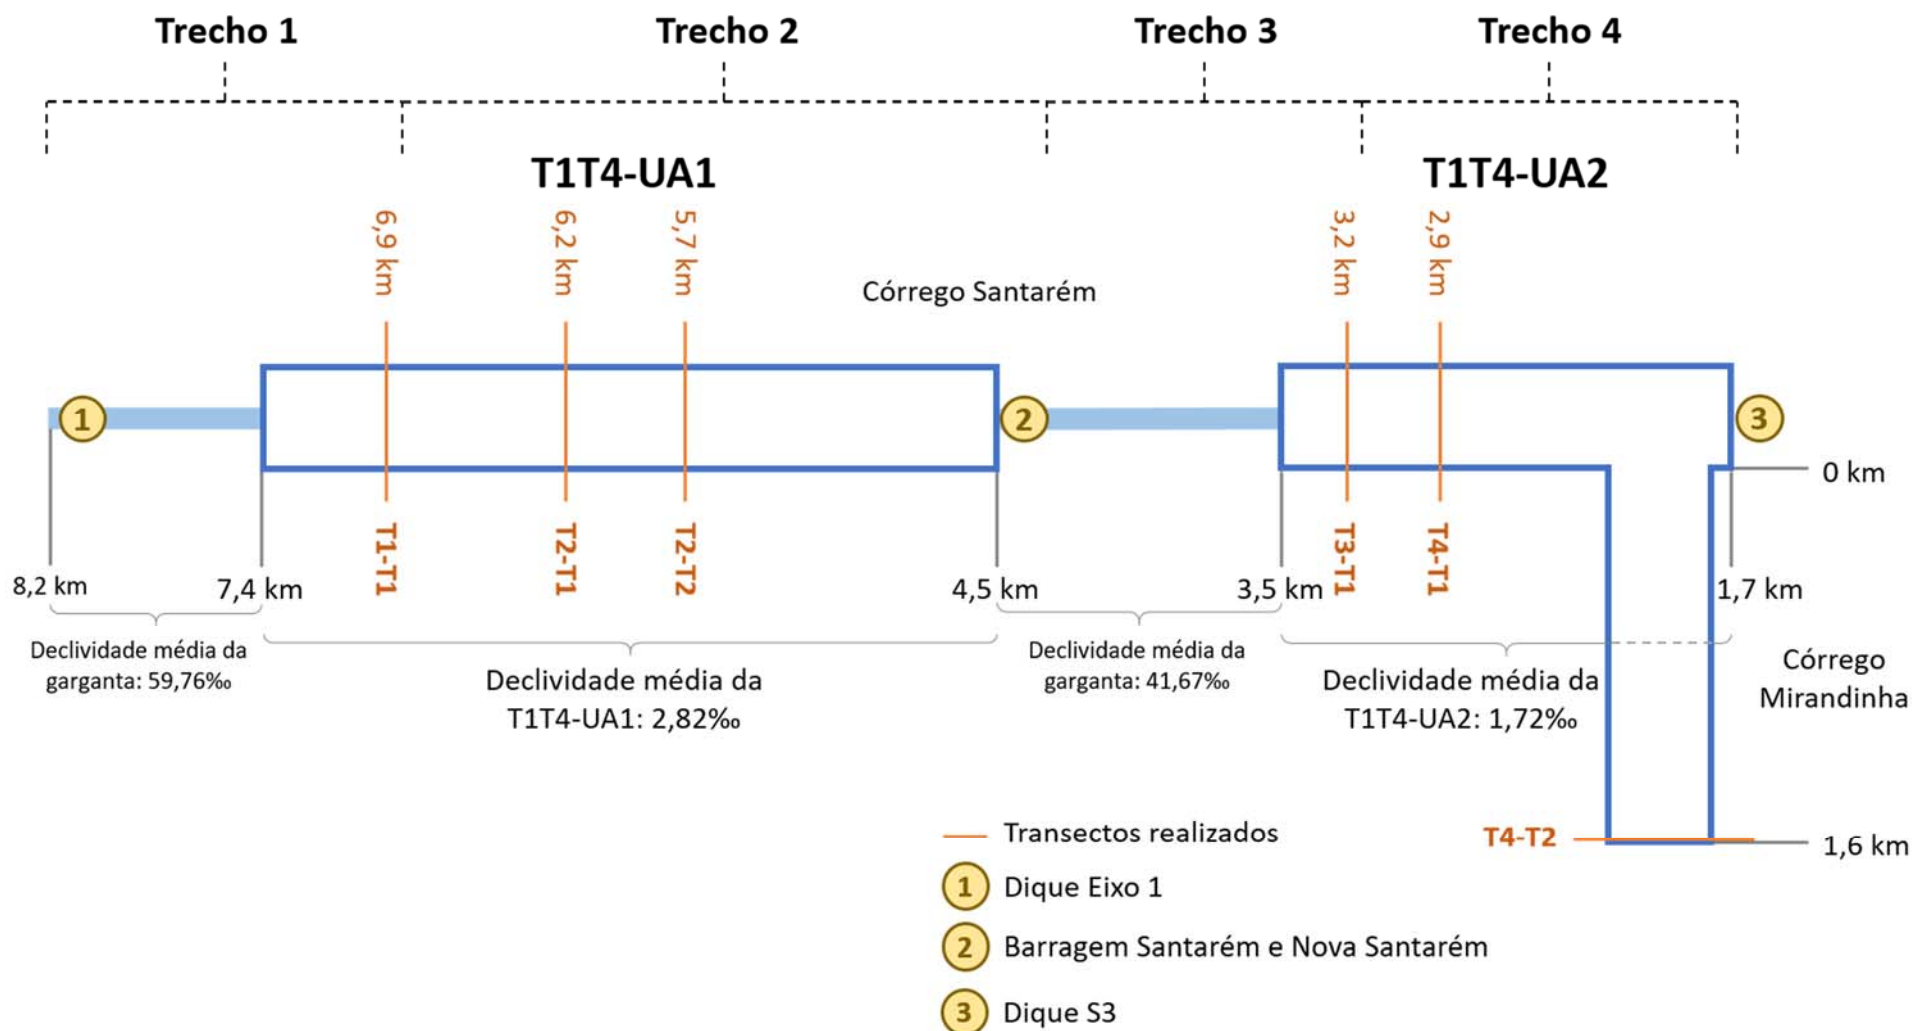 Trecho 1
Trecho 2
Trecho 3
Trecho 4
T1T4-UA1
T1T4-UA2
6,9 km
6,2 km
5,7 km
3,2 km
2,9 km
Córrego Santarém
1
2
3
0 km
T1-T1
T2-T1
T2-T2
T3-T1
T4-T1
8,2 km
7,4 km
4,5 km
3,5 km
1,7 km
Declividade média da
garganta: 59,76‰
Declividade média da
T1T4-UA1: 2,82‰
Declividade média da
garganta: 41,67‰
Declividade média da
T1T4-UA2: 1,72‰
Córrego
Mirandinha
Transectos realizados
T4-T2
1,6 km
1 Dique Eixo 1
2 Barragem Santarém e Nova Santarém
3 Dique S3